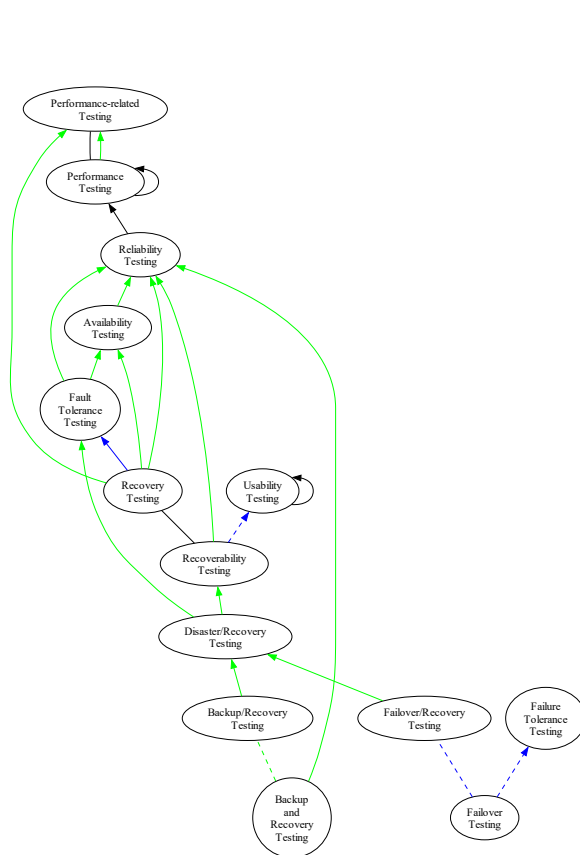 Performance-related
Testing
Performance
Testing
Reliability
Testing
Availability
Testing
Fault
Tolerance
Testing
Recovery
Testing
Usability
Testing
Recoverability
Testing
Disaster/Recovery
Testing
Backup/Recovery
Testing
Failover/Recovery
Testing
Failure
Tolerance
Testing
Backup
and
Recovery
Testing
Failover
Testing